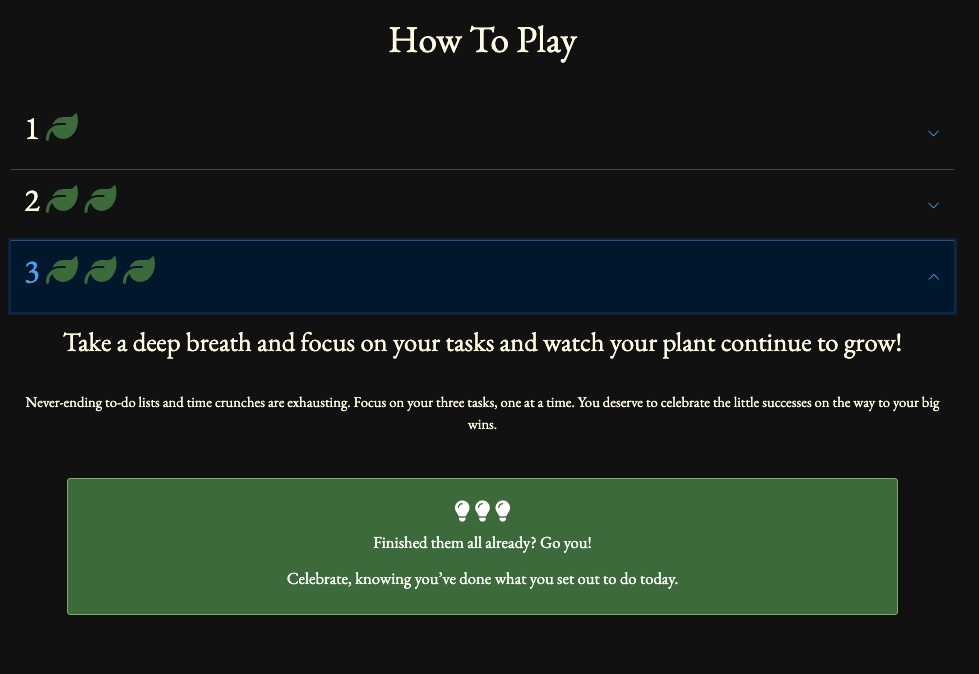 How To Play
1
2
3
Take a deep breath and focus on your tasks and watch your plant continue to grow!
Never-ending to-do lists and time crunches are exhausting. Focus on your three tasks, one at a time. You deserve to celebrate the little successes on the way to your big
wins.
Finished them all already? Go you!
Celebrate, knowing you’ve done what you set out to do today.